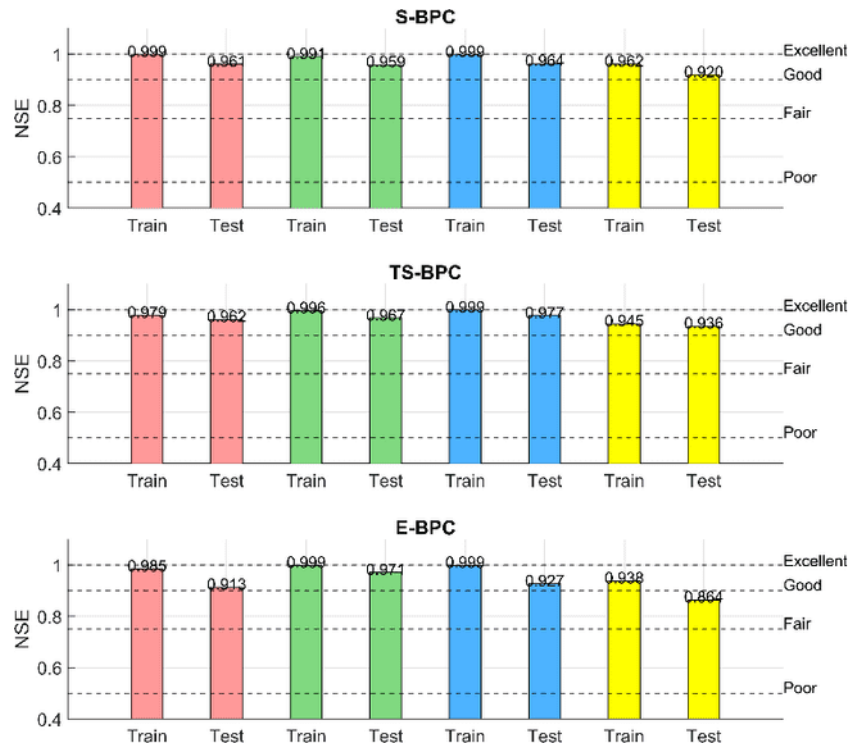 S-BPC
NSE
1
0.8
0.6
0.4
0.999
0.961
0.991
0.959
0.999
0.964
0.962
0.920
Excellent
Good
Fair
Poor
Train Test Train Test Train Test Train Test
TS-BPC
NSE
1
0.8
0.6
0.4
0.979
0.962
0.996
0.967
0.999
0.977
0.945
0.936
Excellent
Good
Fair
Poor
Train Test Train Test Train Test Train Test
E-BPC
NSE
1
0.8
0.6
0.4
0.985
0.913
0.999
0.971
0.999
0.927
0.938
0.864
Excellent
Good
Fair
Poor
Train Test Train Test Train Test Train Test